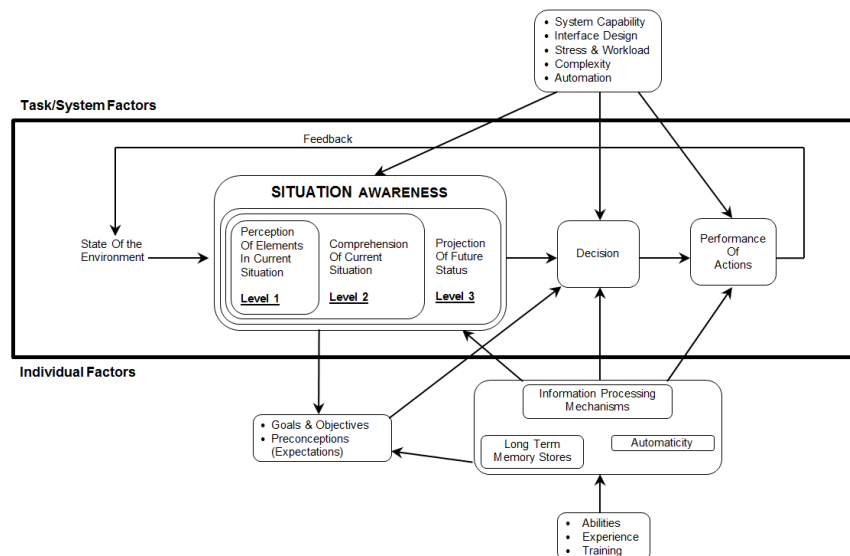 • System Capability
• Interface Design
• Stress & Workload
• Complexity
• Automation
Task/System Factors
Feedback
SITUATION AWARENESS
State Of the
Environment
Perception
Of Elements
In Current
Situation
Level 1
Comprehension
Of Current
Situation
Level 2
Projection
Of Future
Status
Level 3
Decision
Performance
Of
Actions
Individual Factors
• Goals & Objectives
• Preconceptions
(Expectations)
Information Processing
Mechanisms
Long Term
Memory Stores
Automaticity
• Abilities
• Experience
• Training